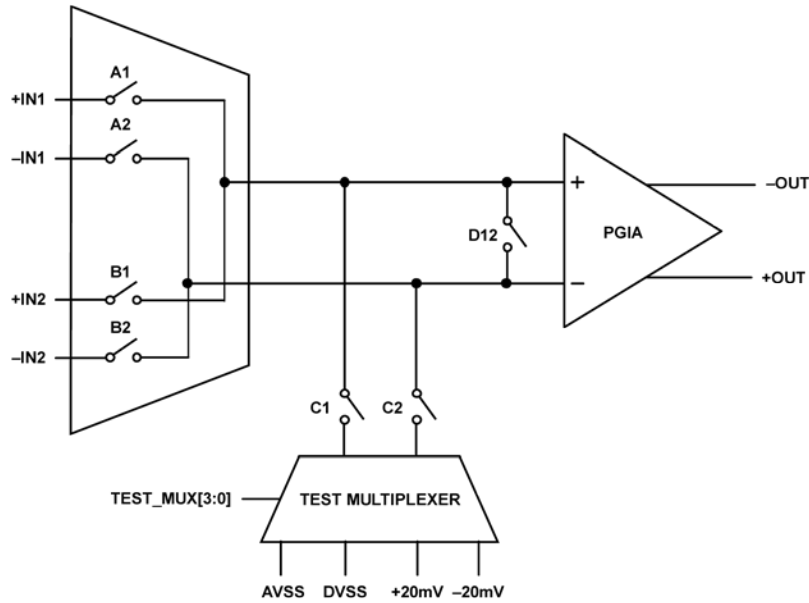 A1
+IN1
A2
–IN1
+
–OUT
D12
PGIA
B1
–
+OUT
+IN2
B2
–IN2
C1
C2
TEST_MUX[3:0]
TEST MULTIPLEXER
AVSS
DVSS
+20mV
–20mV